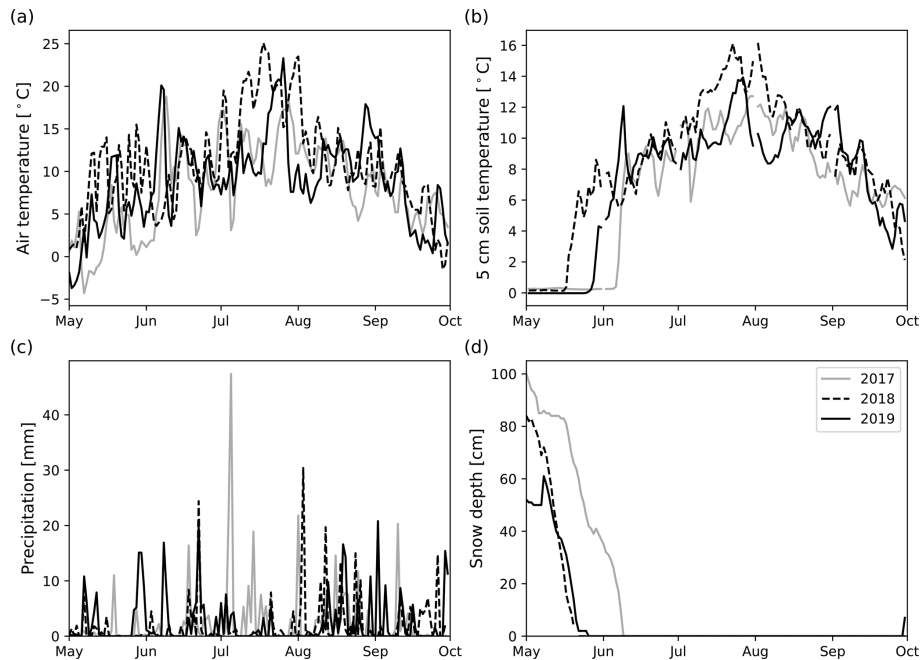 (a)
Air temperature [°C]
25
20
15
10
5
0
−5
May
Jun
Jul
Aug
Sep
Oct
(b)
5 cm soil temperature [°C]
16
14
12
10
8
6
4
2
0
May
Jun
Jul
Aug
Sep
Oct
(c)
Precipitation [mm]
40
30
20
10
0
May
Jun
Jul
Aug
Sep
Oct
(d)
Snow depth [cm]
100
80
60
40
20
0
2017
2018
2019
May
Jun
Jul
Aug
Sep
Oct